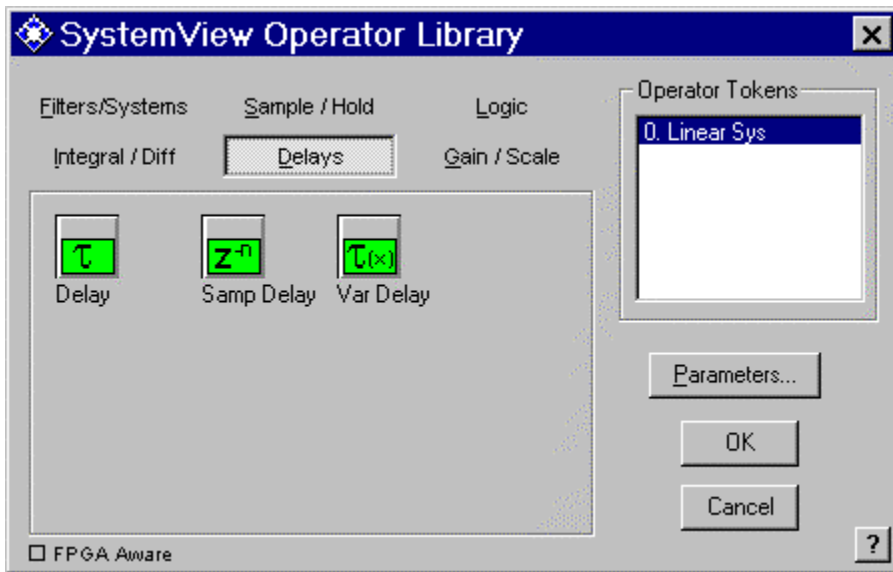 SystemView Operator Library
Filters/Systems Sample / Hold Logic
Integral / Diff Delays Gain / Scale
τ z⁻ⁿ τ(x)
Delay Samp Delay Var Delay
FPGA Aware
Operator Tokens
0. Linear Sys
Parameters...
OK
Cancel
?